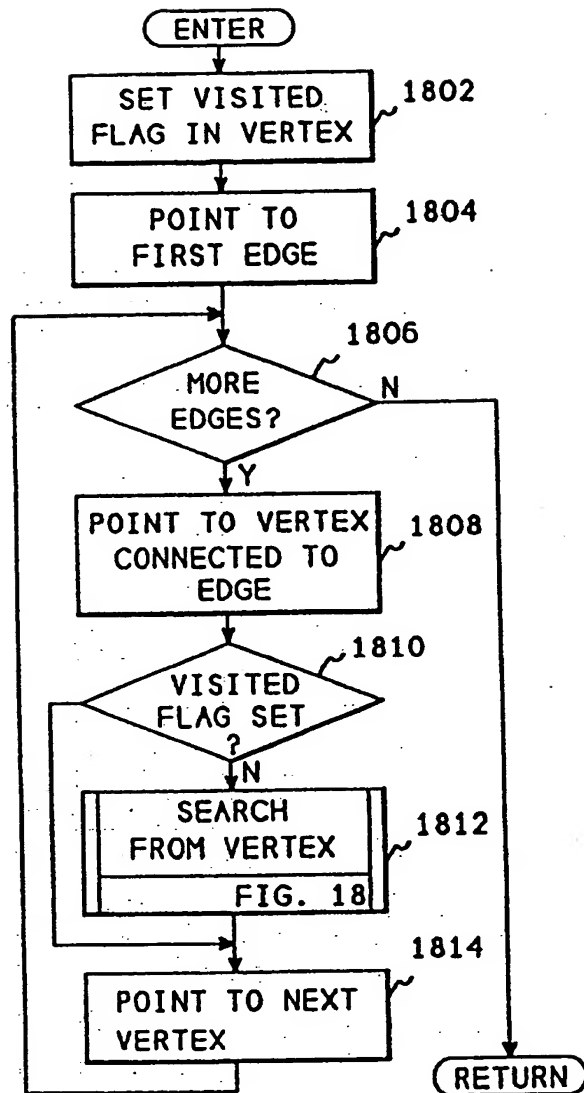 ENTER
SET VISITED
FLAG IN VERTEX
1802
POINT TO
FIRST EDGE
1804
MORE
EDGES?
1806
N
Y
POINT TO VERTEX
CONNECTED TO
EDGE
1808
VISITED
FLAG SET
?
1810
N
SEARCH
FROM VERTEX
FIG. 18
1812
POINT TO NEXT
VERTEX
1814
RETURN